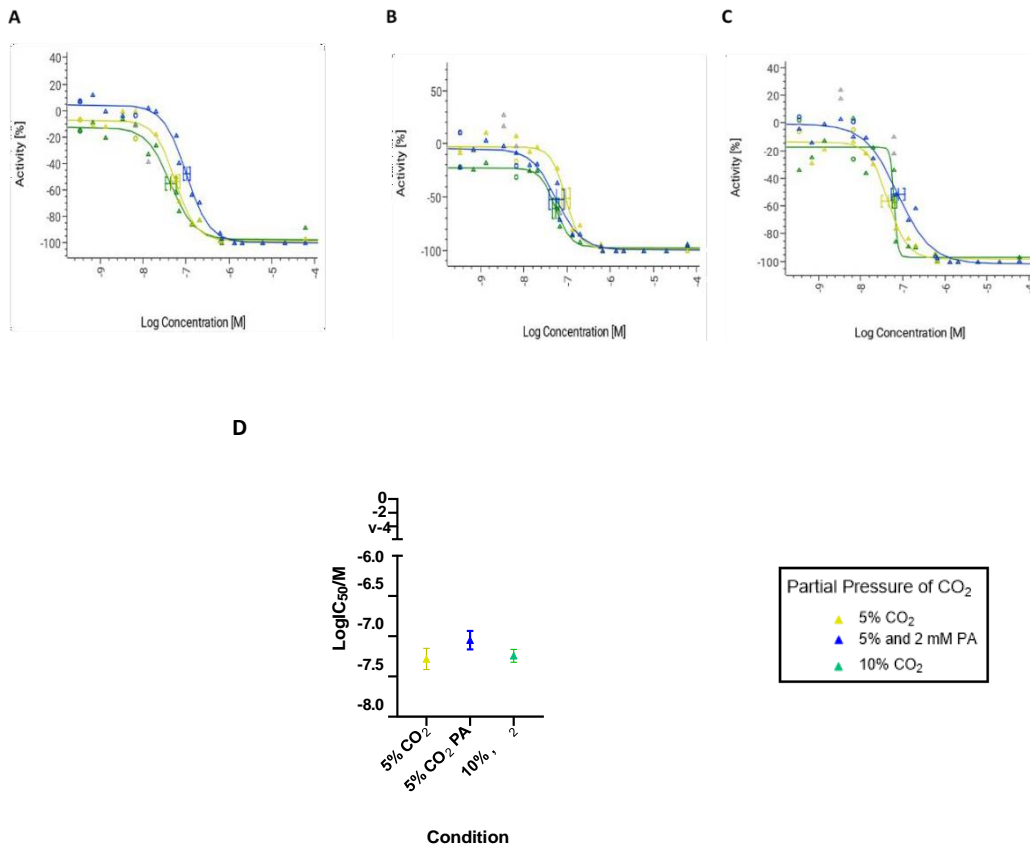 A
B
C
Activity [%]
40
20
0
-20
-40
-60
-80
-100
-9
-8
-7
-6
-5
-4
Log Concentration [M]
Activity [%]
50
0
-50
-100
-9
-8
-7
-6
-5
-4
Log Concentration [M]
Activity [%]
40
20
0
-20
-40
-60
-80
-100
-9
-8
-7
-6
-5
-4
Log Concentration [M]
D
LogIC50/M
0
-2
v-4
-6.0
-6.5
-7.0
-7.5
-8.0
5% CO2
5% CO2 PA
10% , 2
Condition
Partial Pressure of CO2
5% CO2
5% and 2 mM PA
10% CO2